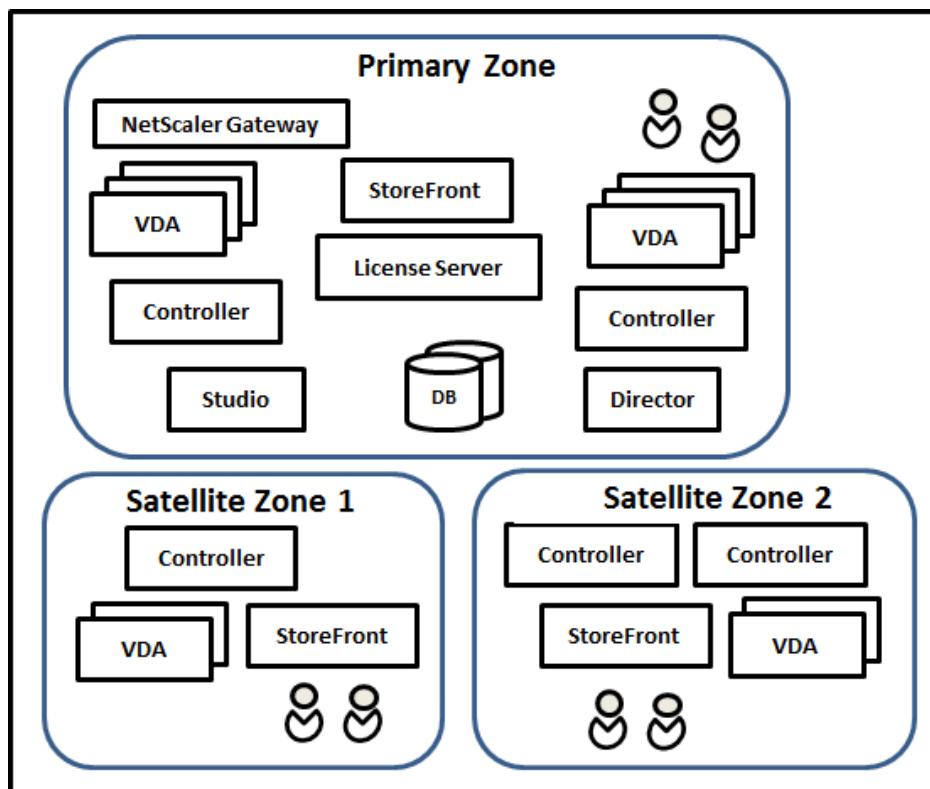 Primary Zone
NetScaler Gateway
StoreFront
VDA
VDA
License Server
Controller
Controller
Studio
DB
Director
Satellite Zone 1
Controller
VDA
StoreFront
Satellite Zone 2
Controller
Controller
StoreFront
VDA